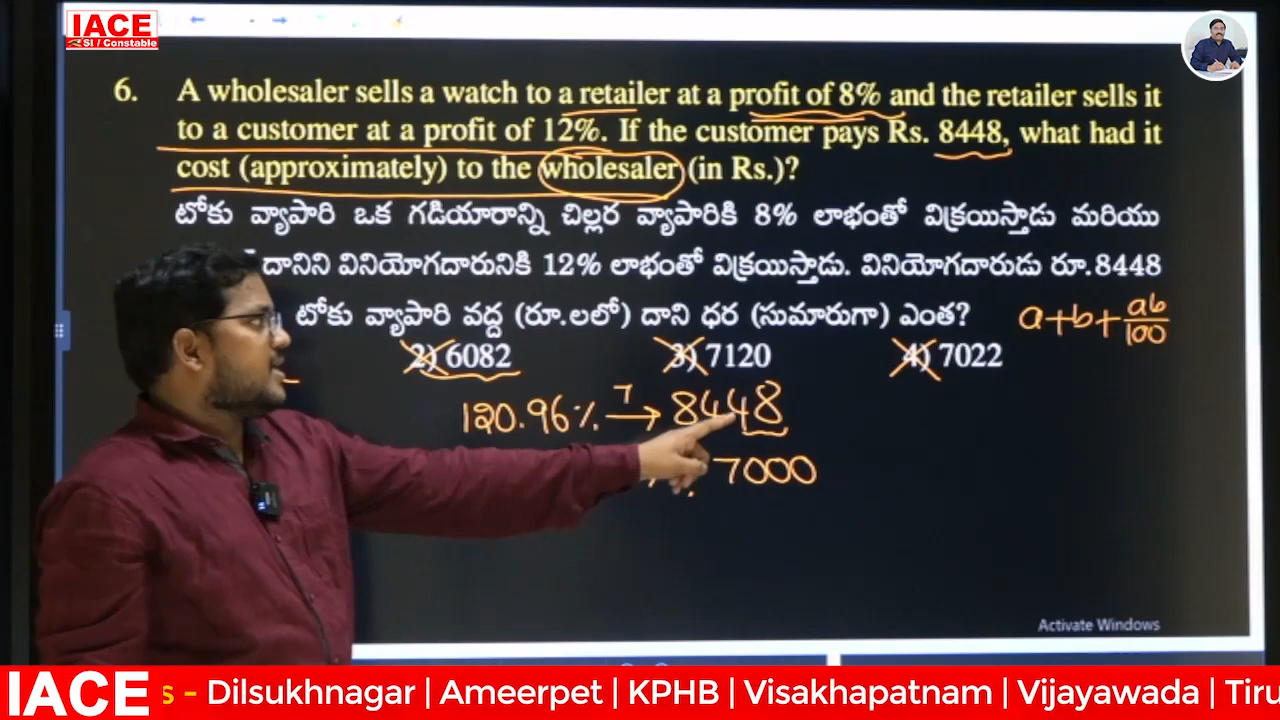 IACE
SI / Constable
6. A wholesaler sells a watch to a retailer at a profit of 8% and the retailer sells it
to a customer at a profit of 12%. If the customer pays Rs. 8448, what had it
cost (approximately) to the wholesaler (in Rs.)?
టోకు వ్యాపారి ఒక గడియారాన్ని చిల్లర వ్యాపారికి 8% లాభంతో విక్రయిస్తాడు మరియు
దానిని వినియోగదారునికి 12% లాభంతో విక్రయిస్తాడు. వినియోగదారుడు రూ.8448
టోకు వ్యాపారి వద్ద (రూ.లలో) దాని ధర (సుమారుగా) ఎంత?
a+b+ab/100
2) 6082 3) 7120 4) 7022
120.96% 7→ 8448
7000
Activate Windows
IACE s - Dilsukhnagar | Ameerpet | KPHB | Visakhapatnam | Vijayawada | Tiru